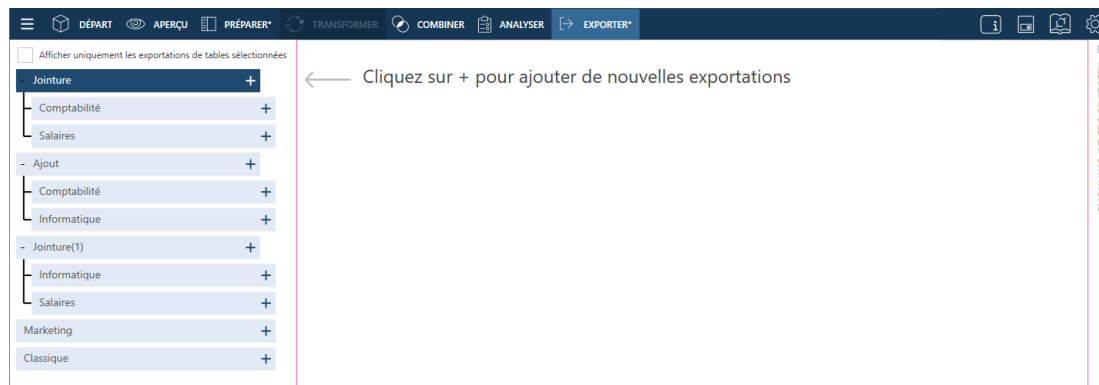 DÉPART APERÇU PRÉPARER* TRANSFORMER COMBINER ANALYSER EXPORTER*
Afficher uniquement les exportations de tables sélectionnées
Cliquez sur + pour ajouter de nouvelles exportations
- Jointure +
Comptabilité +
Salaires +
- Ajout +
Comptabilité +
Informatique +
- Jointure(1) +
Informatique +
Salaires +
Marketing +
Classique +